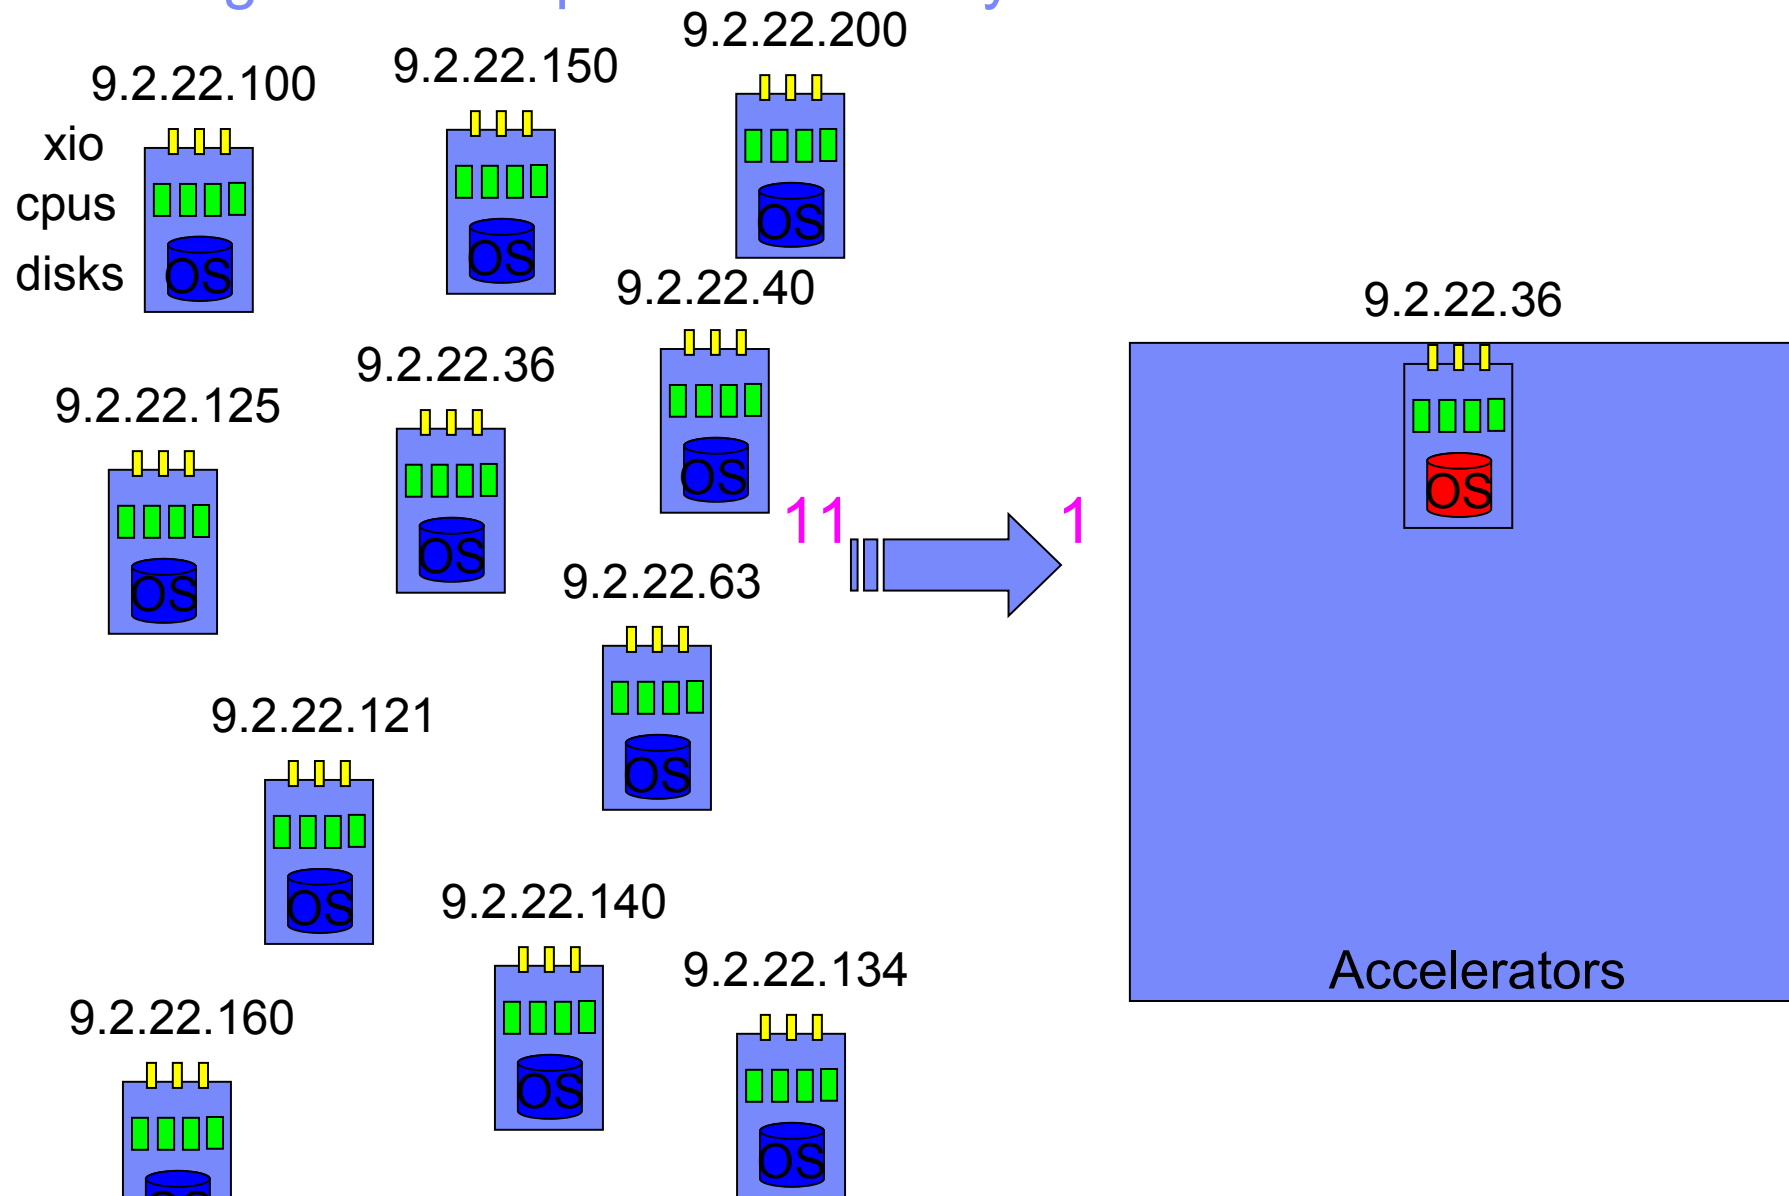 9.2.22.200
9.2.22.150
9.2.22.100
xio
cpus
disks
OS
OS
OS
9.2.22.40
9.2.22.36
9.2.22.36
9.2.22.125
OS
OS
OS
OS
11
1
9.2.22.63
9.2.22.121
OS
OS
9.2.22.140
9.2.22.134
Accelerators
9.2.22.160
OS
OS